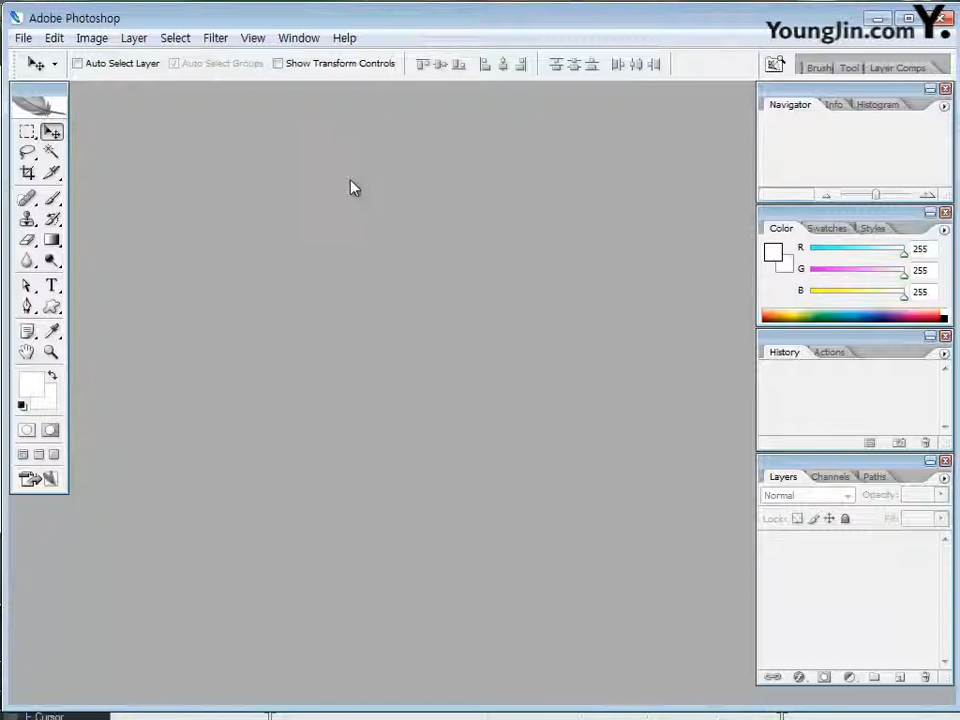 Adobe Photoshop
YoungJin.com Y.
File Edit Image Layer Select Filter View Window Help
Auto Select Layer Auto Select Groups Show Transform Controls
Brush Tool Layer Comps
Navigator Info Histogram
Color Swatches Styles
R 255
G 255
B 255
History Actions
Layers Channels Paths
Normal Opacity:
Lock: Fill:
T
Cursor